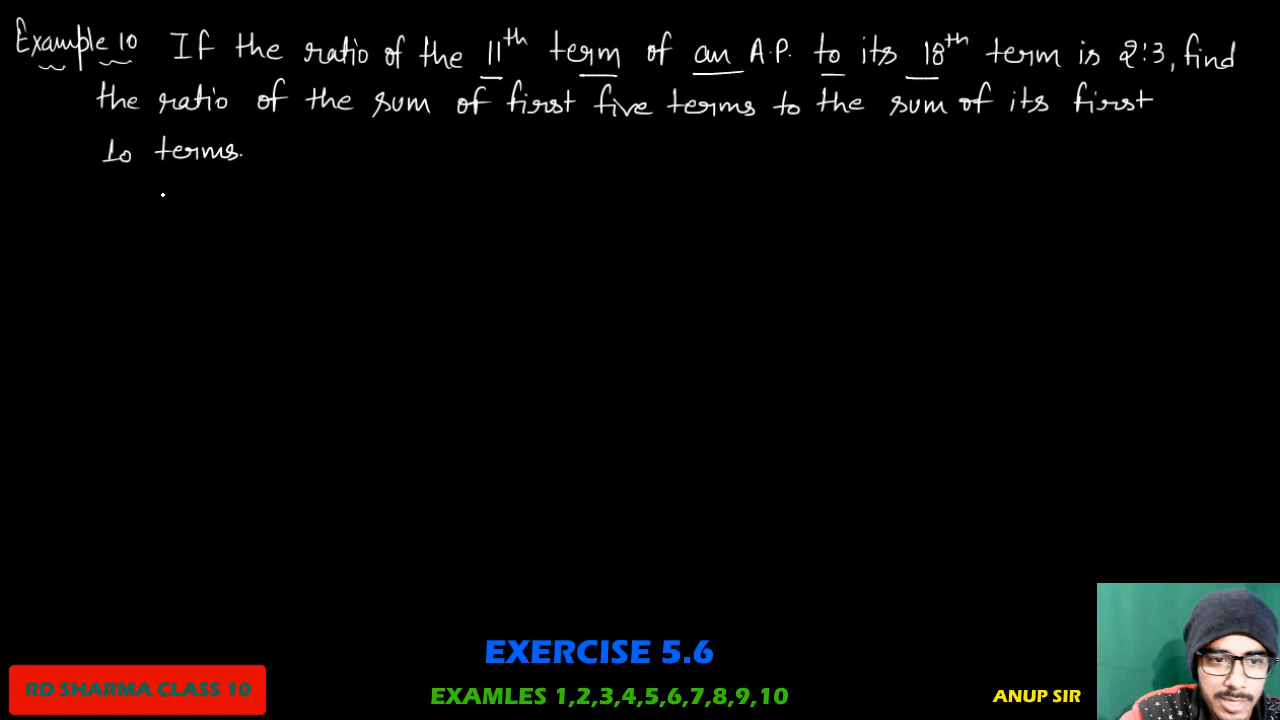 Example 10 If the ratio of the 11th term of an A.P. to its 18th term is 2:3, find
the ratio of the sum of first five terms to the sum of its first
10 terms.
EXERCISE 5.6
RD SHARMA CLASS 10
EXAMLES 1,2,3,4,5,6,7,8,9,10
ANUP SIR